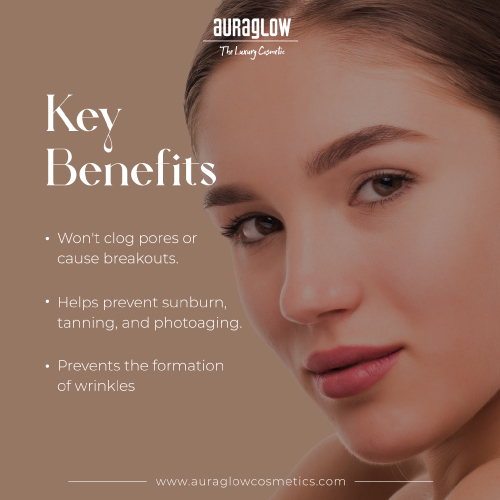 auraglow
The Luxury Cosmetic
Key
Benefits
• Won't clog pores or
cause breakouts.
• Helps prevent sunburn,
tanning, and photoaging.
• Prevents the formation
of wrinkles
www.auraglowcosmetics.com